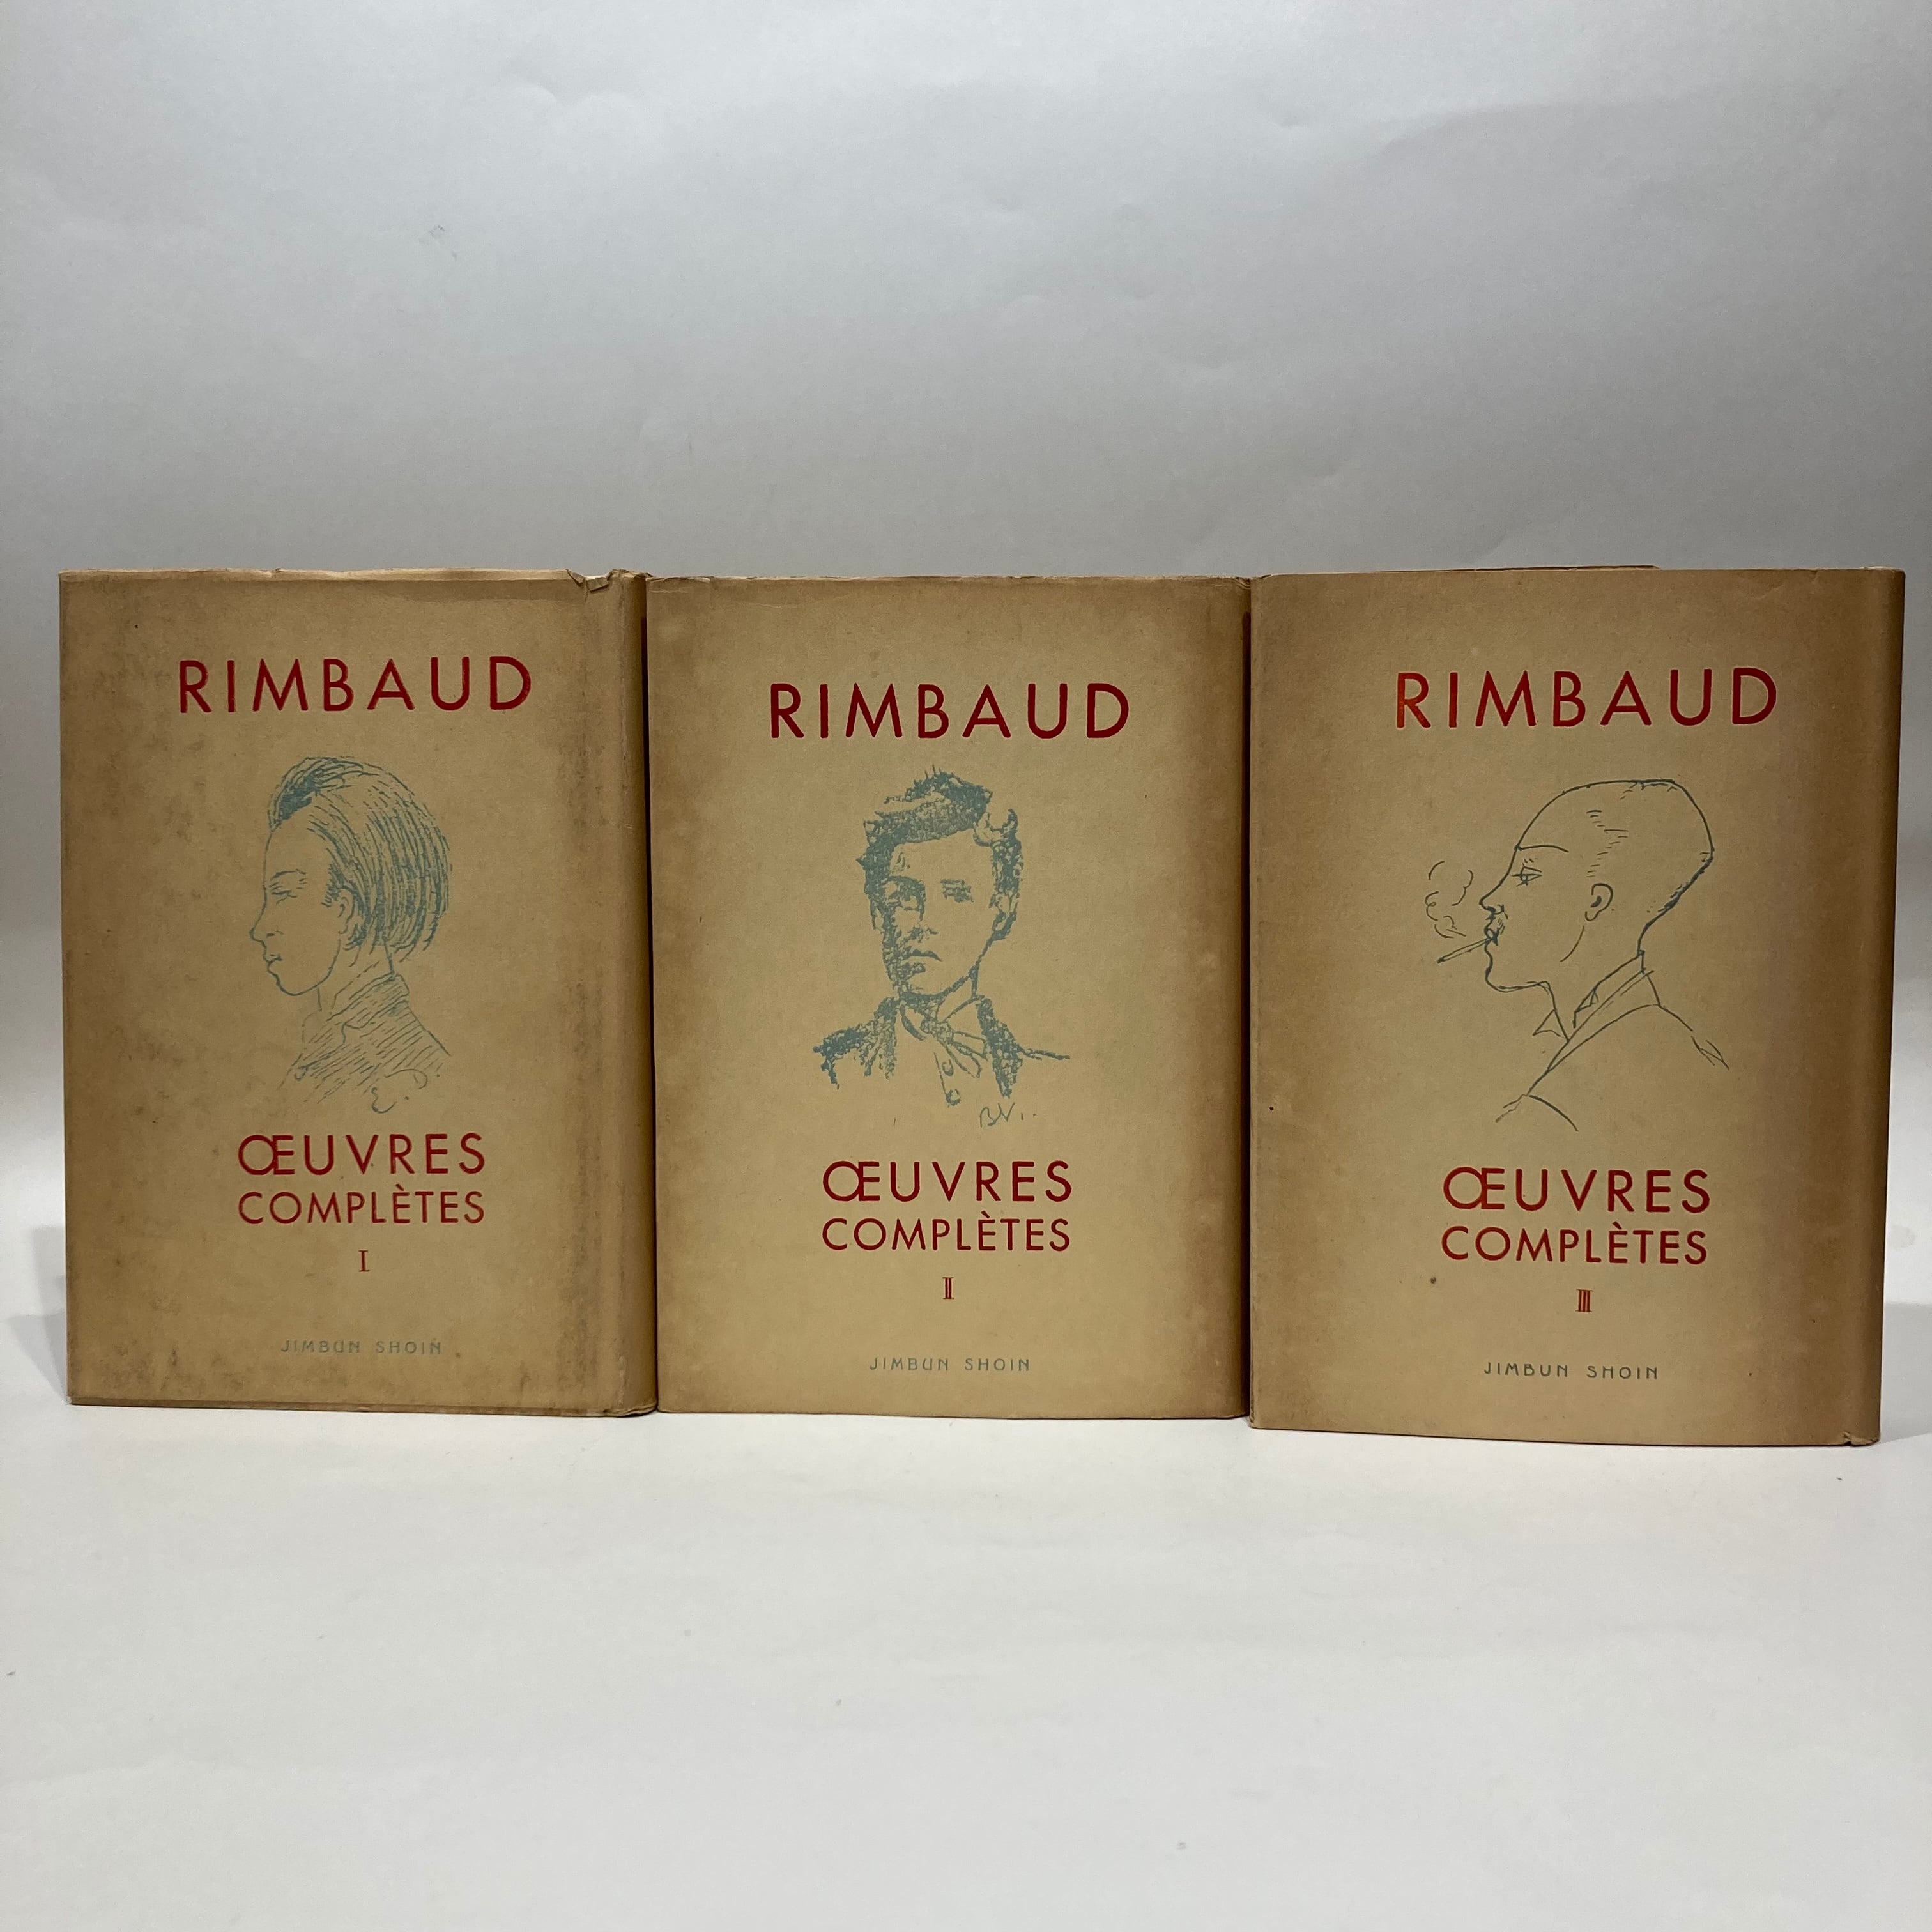 RIMBAUD
ŒUVRES
COMPLÈTES
I
JIMBUN SHOIN
RIMBAUD
B.V.
ŒUVRES
COMPLÈTES
II
JIMBUN SHOIN
RIMBAUD
ŒUVRES
COMPLÈTES
III
JIMBUN SHOIN